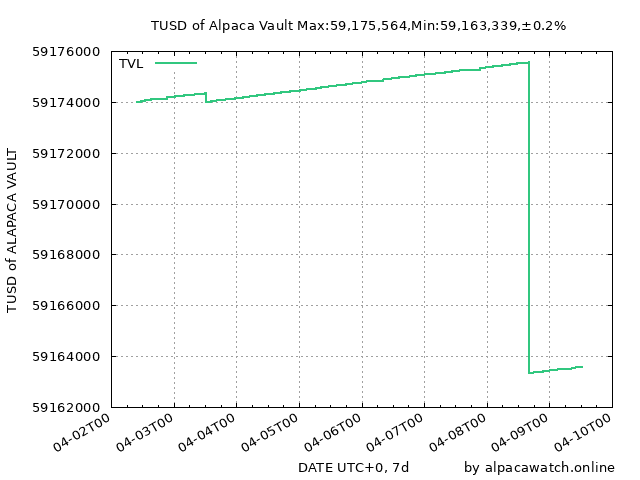 TUSD of Alpaca Vault Max:59,175,564,Min:59,163,339,±0.2%
TVL
59176000
59174000
59172000
59170000
59168000
59166000
59164000
59162000
TUSD of ALAPACA VAULT
04-02T00
04-03T00
04-04T00
04-05T00
04-06T00
04-07T00
04-08T00
04-09T00
04-10T00
DATE UTC+0, 7d
by alpacawatch.online